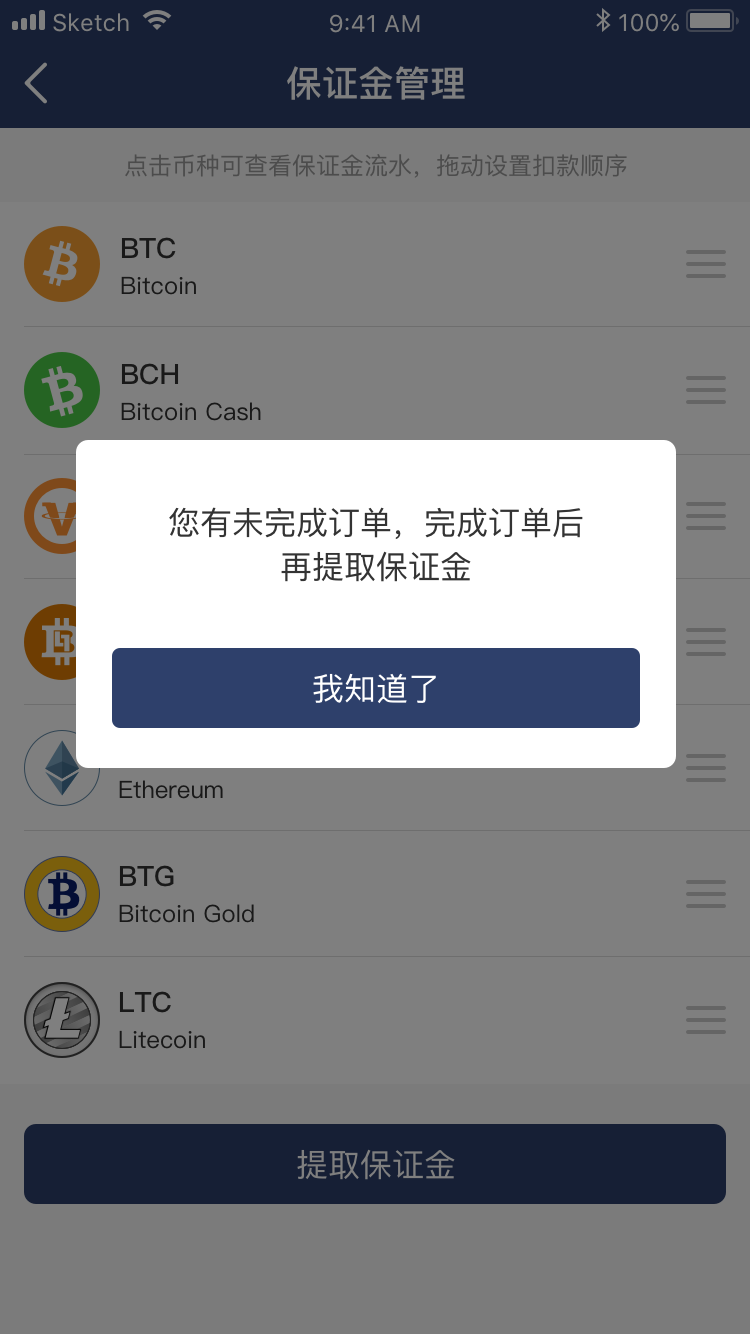 Sketch 9:41 AM 100%
保证金管理
点击币种可查看保证金流水，拖动设置扣款顺序
BTC
Bitcoin
BCH
Bitcoin Cash
您有未完成订单，完成订单后
再提取保证金
我知道了
Ethereum
BTG
Bitcoin Gold
LTC
Litecoin
提取保证金